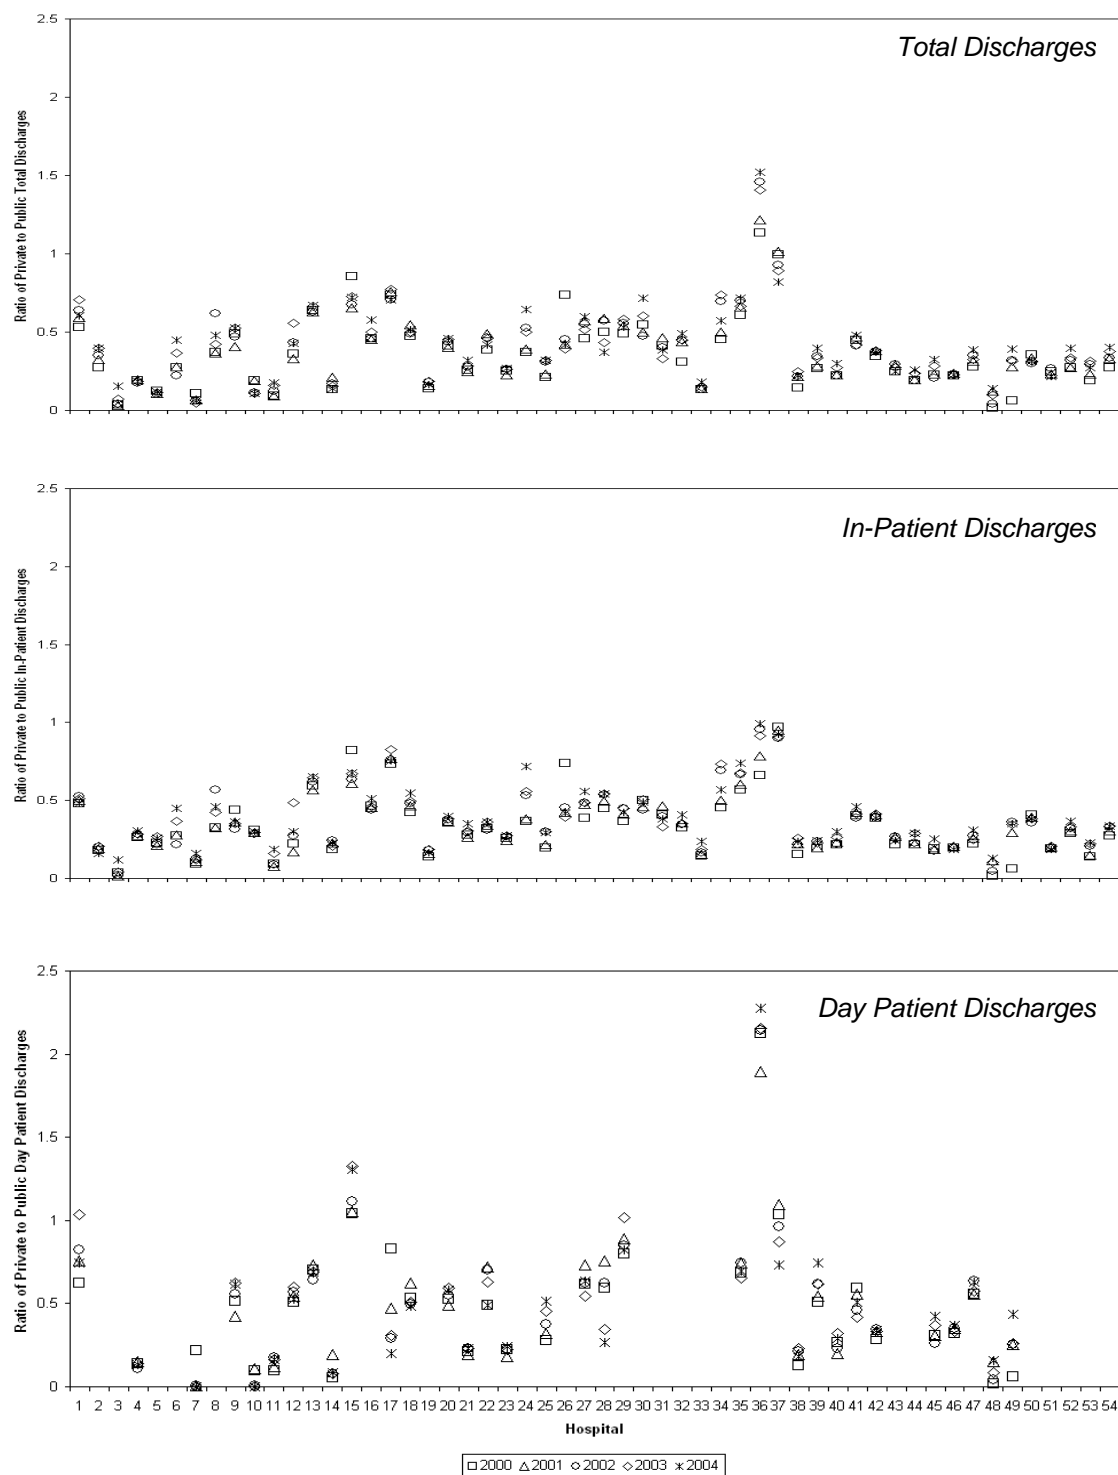 2.5
Total Discharges
2
1.5
1
0.5
0
Ratio of Private to Public Total Discharges
2.5
In-Patient Discharges
2
1.5
1
0.5
0
Ratio of Private to Public In-Patient Discharges
2.5
Day Patient Discharges
2
1.5
1
0.5
0
Ratio of Private to Public Day Patient Discharges
1 2 3 4 5 6 7 8 9 10 11 12 13 14 15 16 17 18 19 20 21 22 23 24 25 26 27 28 29 30 31 32 33 34 35 36 37 38 39 40 41 42 43 44 45 46 47 48 49 50 51 52 53 54
Hospital
2000 2001 2002 2003 2004